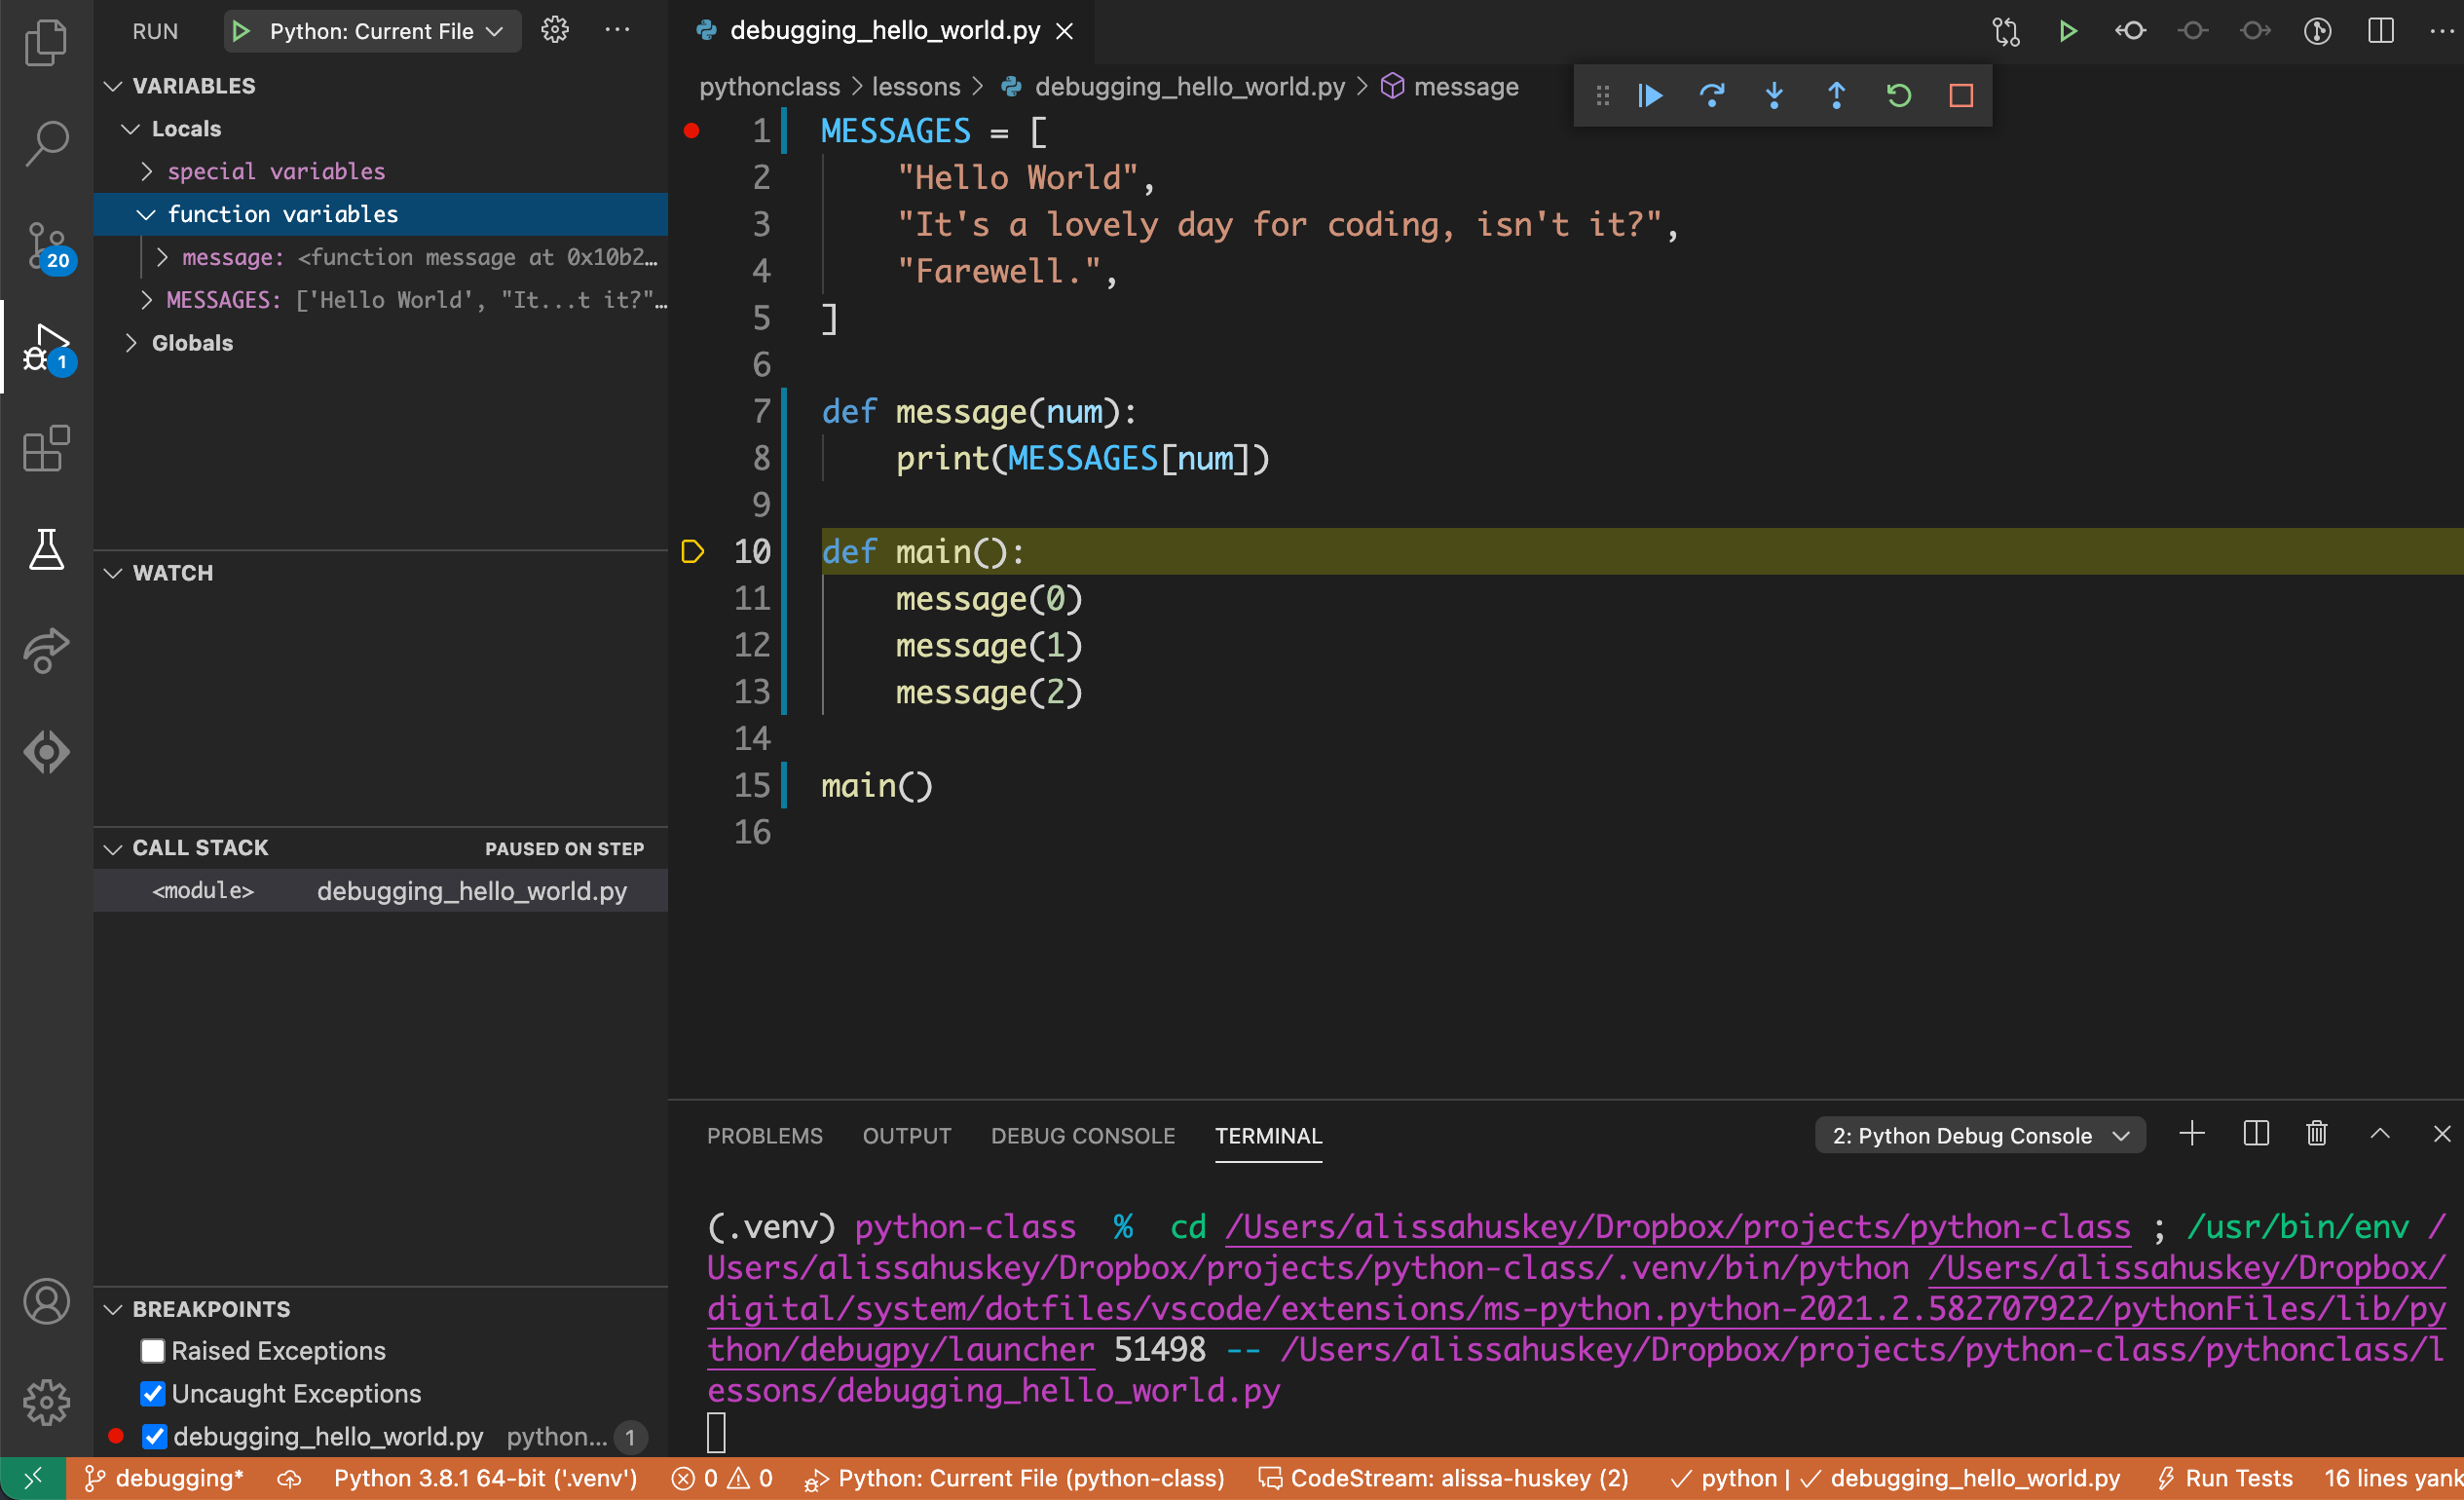 RUN Python: Current File
VARIABLES
Locals
special variables
function variables
message: <function message at 0x10b2…
MESSAGES: ['Hello World', "It...t it?"…
Globals
WATCH
CALL STACK PAUSED ON STEP
<module> debugging_hello_world.py
BREAKPOINTS
Raised Exceptions
Uncaught Exceptions
debugging_hello_world.py python... 1
20
1
debugging_hello_world.py
pythonclass > lessons > debugging_hello_world.py > message
1 MESSAGES = [
2 "Hello World",
3 "It's a lovely day for coding, isn't it?",
4 "Farewell.",
5 ]
6
7 def message(num):
8 print(MESSAGES[num])
9
10 def main():
11 message(0)
12 message(1)
13 message(2)
14
15 main()
16
PROBLEMS OUTPUT DEBUG CONSOLE TERMINAL 2: Python Debug Console
(.venv) python-class % cd /Users/alissahuskey/Dropbox/projects/python-class ; /usr/bin/env /
Users/alissahuskey/Dropbox/projects/python-class/.venv/bin/python /Users/alissahuskey/Dropbox/
digital/system/dotfiles/vscode/extensions/ms-python.python-2021.2.582707922/pythonFiles/lib/py
thon/debugpy/launcher 51498 -- /Users/alissahuskey/Dropbox/projects/python-class/pythonclass/l
essons/debugging_hello_world.py
debugging* Python 3.8.1 64-bit ('.venv') 0 0 Python: Current File (python-class) CodeStream: alissa-huskey (2) python | debugging_hello_world.py Run Tests 16 lines yank